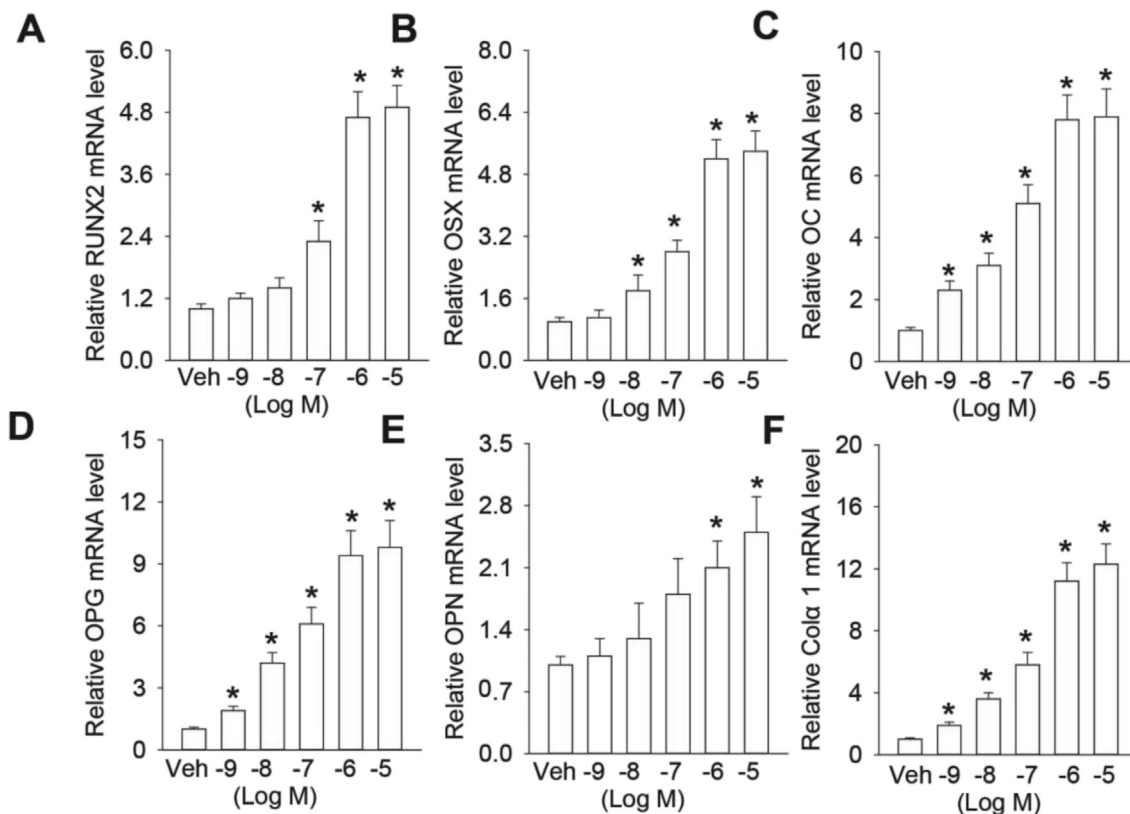 A
Relative RUNX2 mRNA level
6.0
4.8
3.6
2.4
1.2
0.0
* * *
Veh -9 -8 -7 -6 -5
(Log M)
B
Relative OSX mRNA level
8.0
6.4
4.8
3.2
1.6
0.0
* * * *
Veh -9 -8 -7 -6 -5
(Log M)
C
Relative OC mRNA level
10
8
6
4
2
0
* * * * *
Veh -9 -8 -7 -6 -5
(Log M)
D
Relative OPG mRNA level
15
12
9
6
3
0
* * * * *
Veh -9 -8 -7 -6 -5
(Log M)
E
Relative OPN mRNA level
3.5
2.8
2.1
1.4
0.7
0.0
* *
Veh -9 -8 -7 -6 -5
(Log M)
F
Relative Colα 1 mRNA level
20
16
12
8
4
0
* * * * *
Veh -9 -8 -7 -6 -5
(Log M)